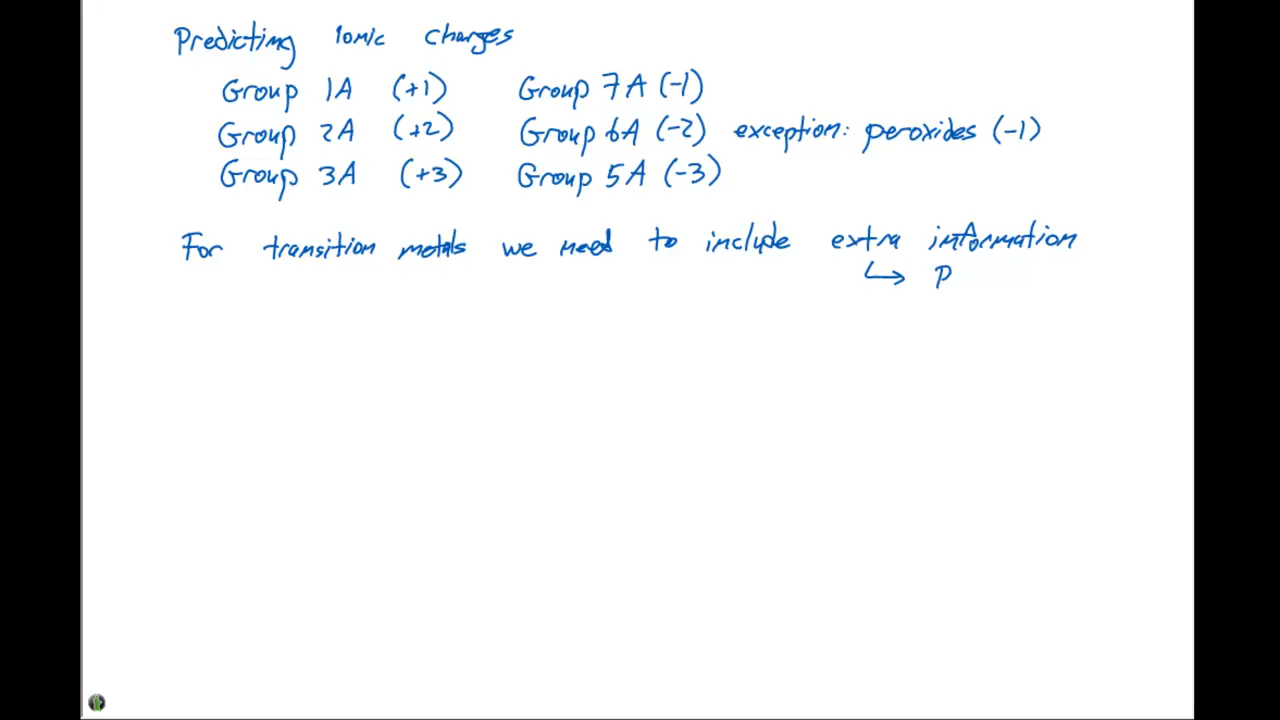 Predicting Ionic charges
Group 1A (+1) Group 7A (-1)
Group 2A (+2) Group 6A (-2) exception: peroxides (-1)
Group 3A (+3) Group 5A (-3)
For transition metals we need to include extra information
↳ P